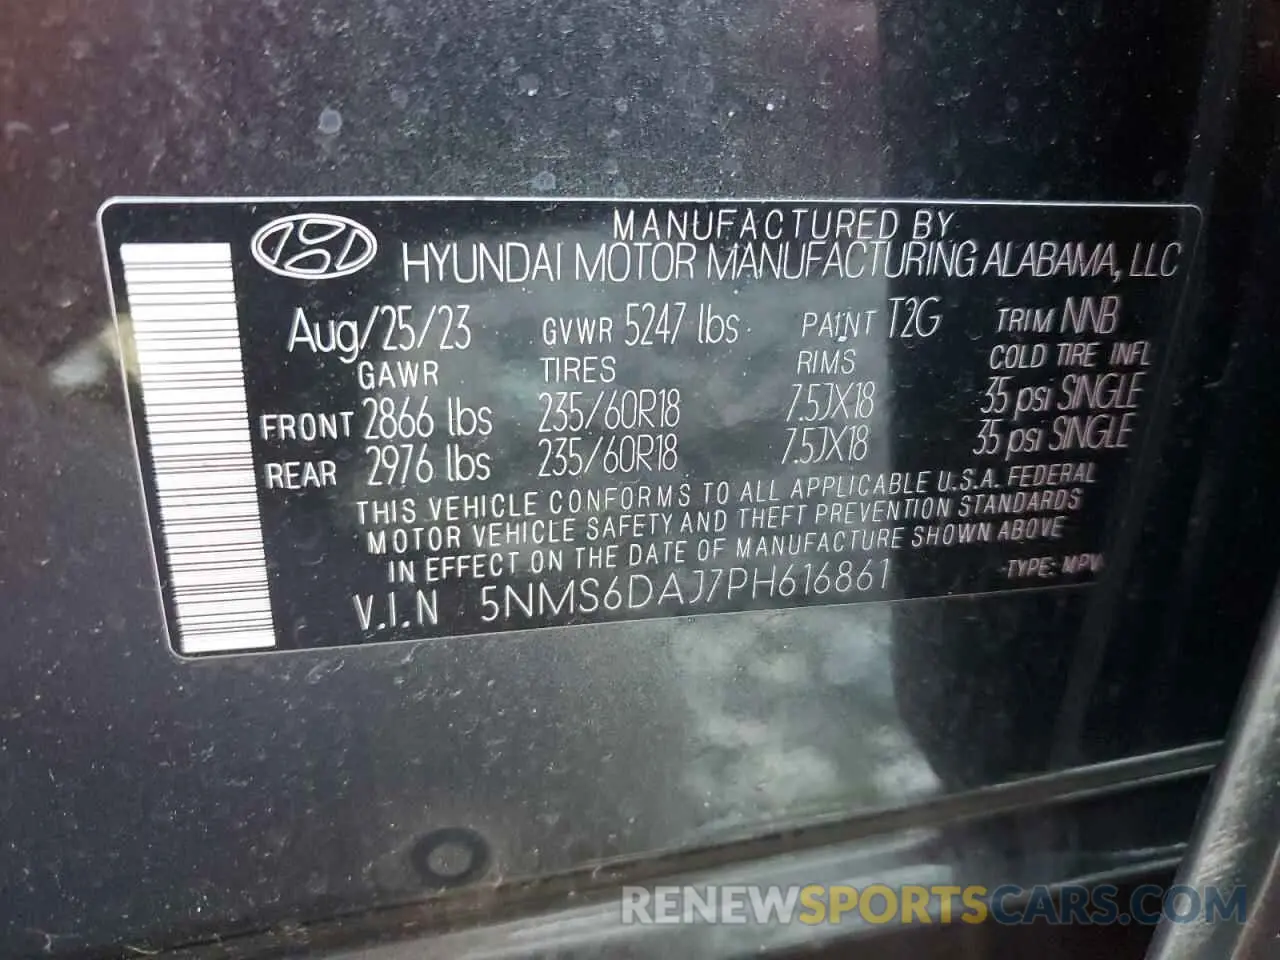 MANUFACTURED BY
HYUNDAI MOTOR MANUFACTURING ALABAMA, LLC
Aug/25/23 GVWR 5247 lbs PAINT T2G TRIM NNB
GAWR TIRES RIMS COLD TIRE INFL
FRONT 2866 lbs 235/60R18 7.5JX18 35 psi SINGLE
REAR 2976 lbs 235/60R18 7.5JX18 35 psi SINGLE
THIS VEHICLE CONFORMS TO ALL APPLICABLE U.S.A. FEDERAL
MOTOR VEHICLE SAFETY AND THEFT PREVENTION STANDARDS
IN EFFECT ON THE DATE OF MANUFACTURE SHOWN ABOVE
V.I.N 5NMS6DAJ7PH616861 TYPE: MPV
RENEWSPORTSCARS.COM